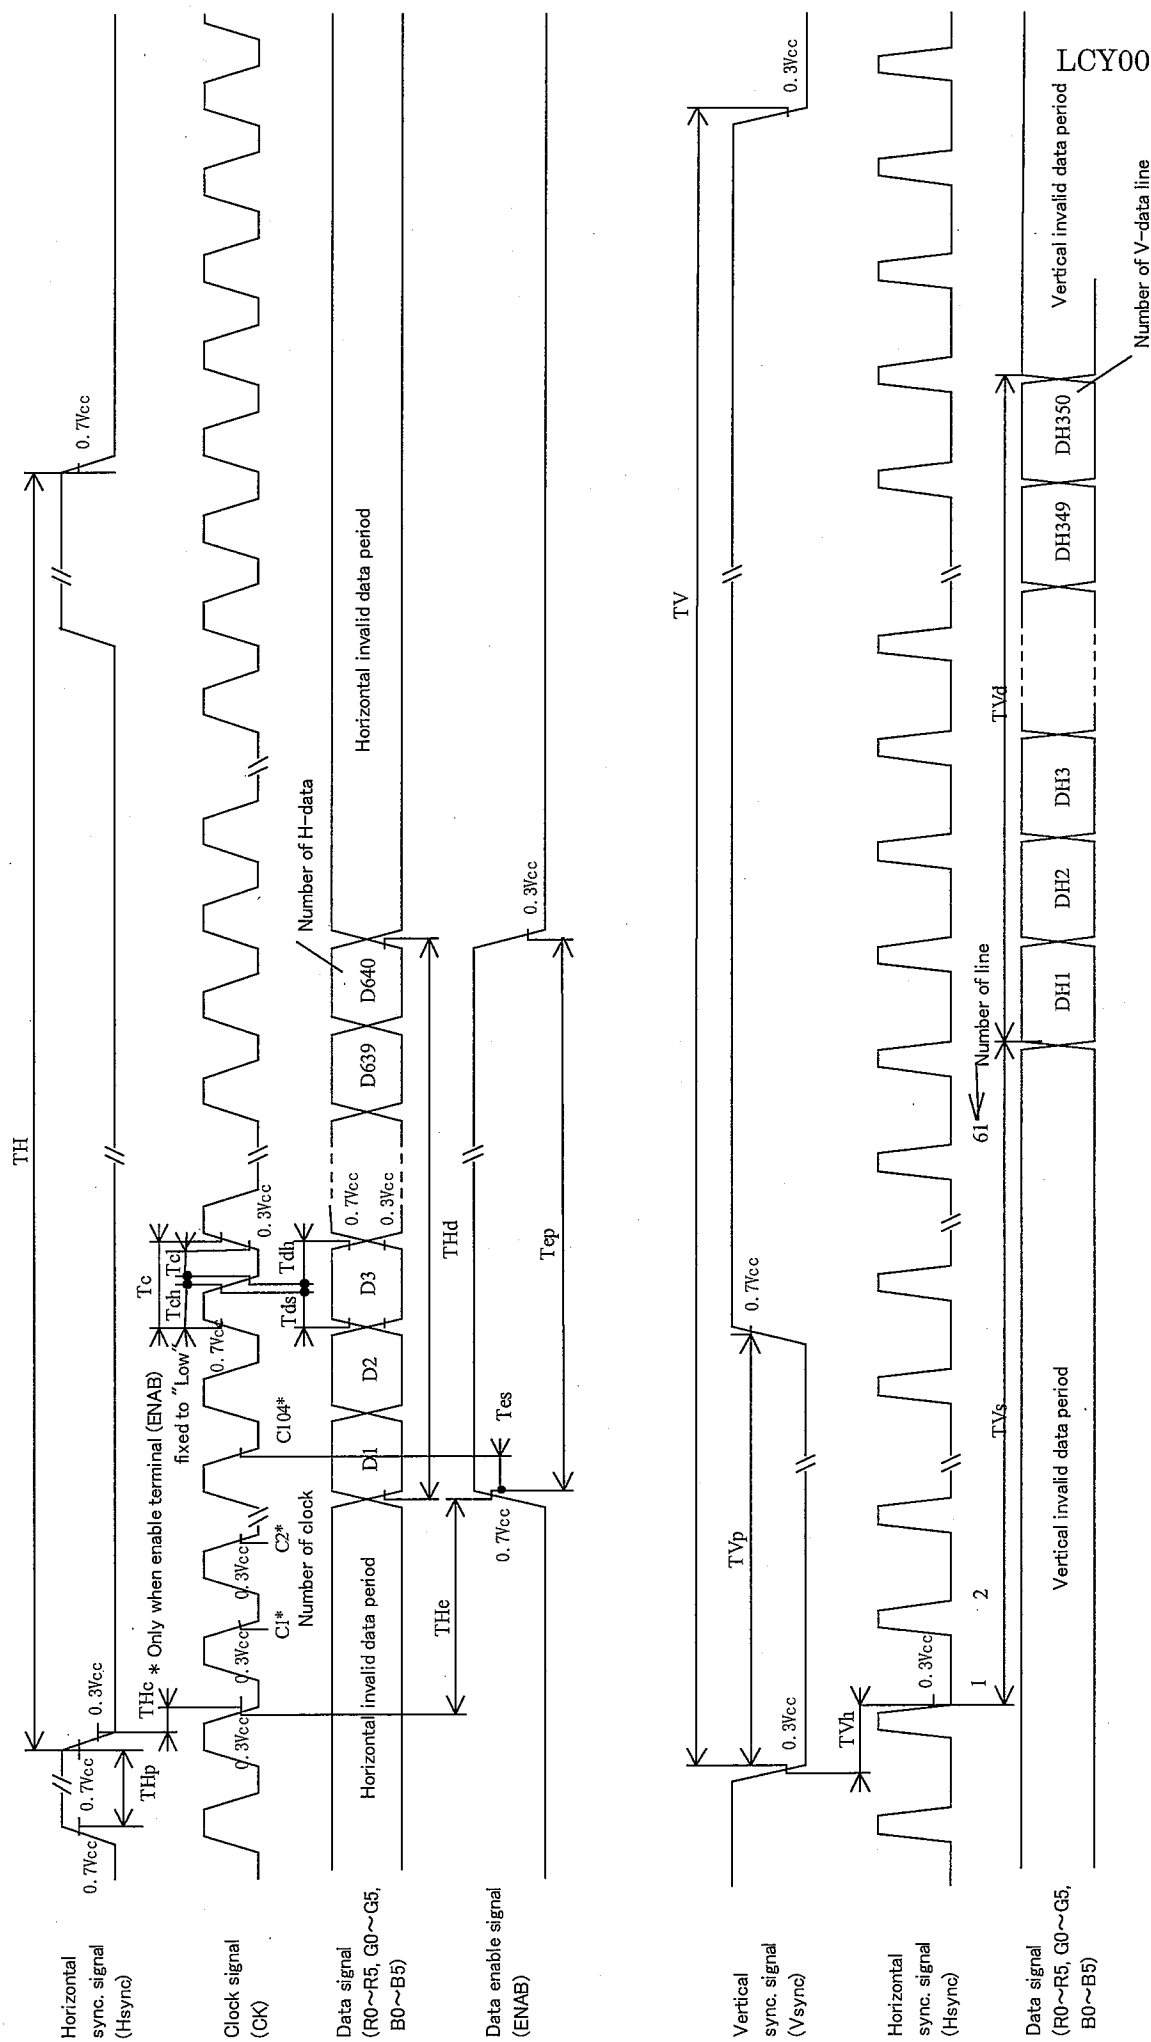 Horizontal
sync. signal
(Hsync)
0.7Vcc
0.7Vcc
THp
0.3Vcc
THc
TH
0.7Vcc
* Only when enable terminal (ENAB)
fixed to "Low"
Clock signal
(CK)
0.3Vcc
0.3Vcc
0.3Vcc
C1*
C2*
Number of clock
C104*
0.7Vcc
Tc
Tch
Tcl
0.3Vcc
Tds
Tdh
Data signal
(R0～R5, G0～G5,
B0～B5)
Horizontal invalid data period
D1
D2
D3
0.7Vcc
0.3Vcc
D639
D640
Number of H-data
Horizontal invalid data period
THe
THd
Data enable signal
(ENAB)
0.7Vcc
Tes
Tep
0.3Vcc
Vertical
sync. signal
(Vsync)
0.3Vcc
TVp
0.7Vcc
TV
0.3Vcc
Horizontal
sync. signal
(Hsync)
TVh
0.3Vcc
1
2
61
Number of line
TVs
TVd
Data signal
(R0～R5, G0～G5,
B0～B5)
Vertical invalid data period
DH1
DH2
DH3
DH349
DH350
Vertical invalid data period
Number of V-data line
LCY00